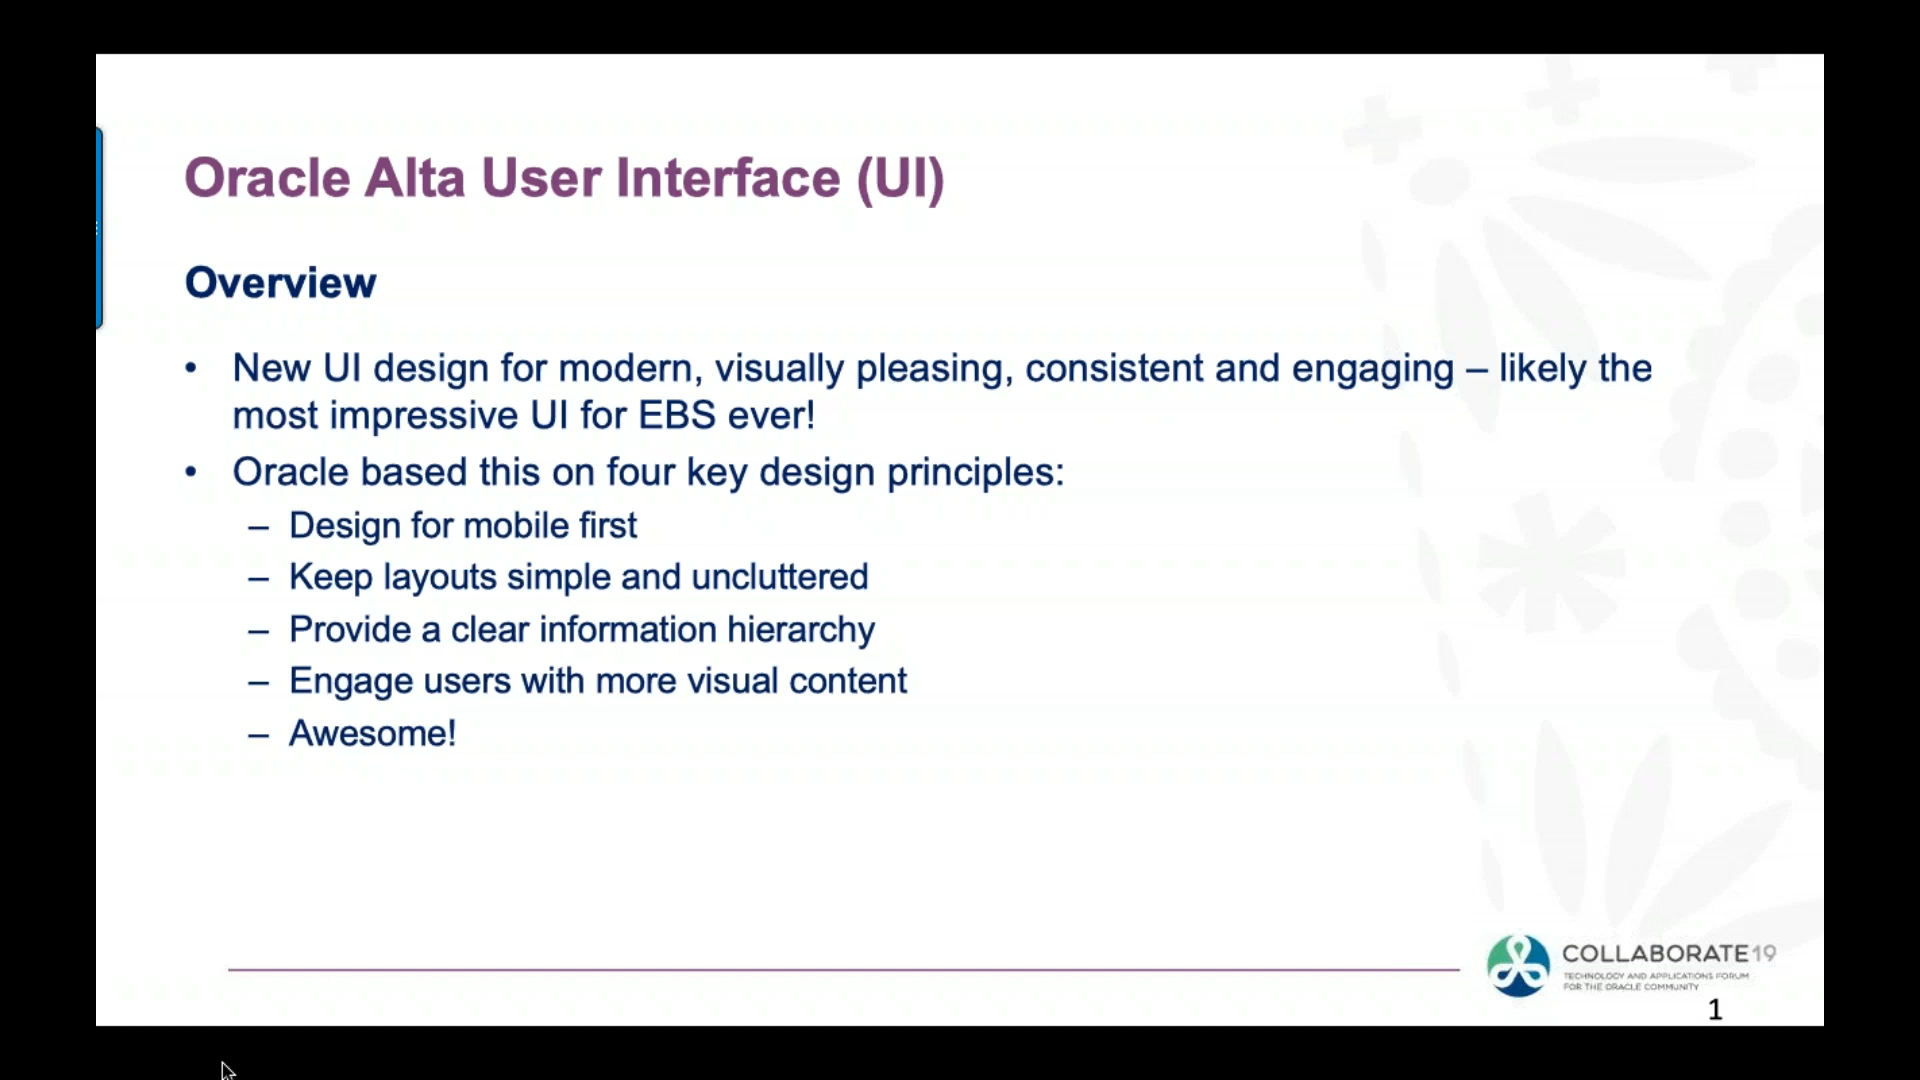 Oracle Alta User Interface (UI)
Overview
• New UI design for modern, visually pleasing, consistent and engaging – likely the
most impressive UI for EBS ever!
• Oracle based this on four key design principles:
– Design for mobile first
– Keep layouts simple and uncluttered
– Provide a clear information hierarchy
– Engage users with more visual content
– Awesome!
COLLABORATE19
TECHNOLOGY AND APPLICATIONS FORUM
FOR THE ORACLE COMMUNITY
1